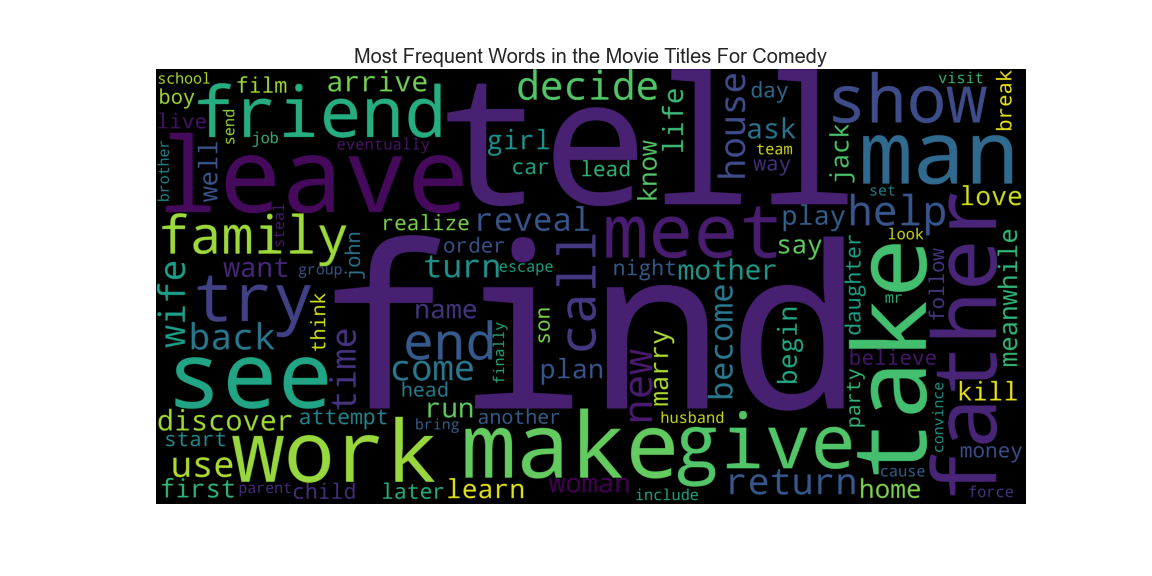 Most Frequent Words in the Movie Titles For Comedy
school
film
arrive
decide
tell
day
visit
break
boy
friend
house
show
live
send
job
eventually
girl
life
ask
jack
man
brother
well
leave
car
lead
know
team
way
set
love
family
steal
realize
reveal
meet
play
help
father
say
look
order
call
john
want
group
turn
escape
night
mother
daughter
mr
follow
meanwhile
wife
try
think
find
name
son
become
begin
take
back
time
end
finally
plan
new
marry
believe
see
come
head
party
convince
kill
discover
attempt
run
another
bring
husband
start
work
make
give
money
use
cause
first
parent
child
later
learn
woman
include
return
home
force